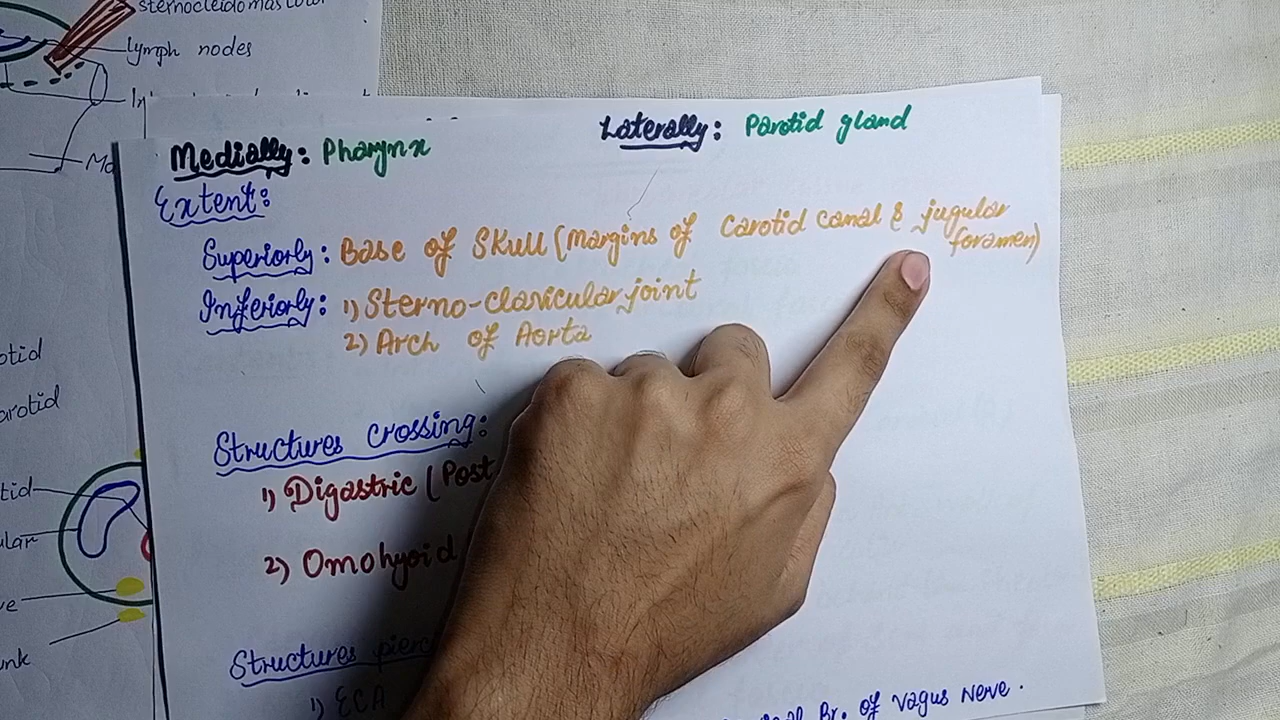 lymph nodes
Medially: Pharynx
Laterally: Parotid gland
Extent:
Superiorly: Base of Skull (Margins of Carotid Canal & jugular foramen)
Inferiorly: 1) Sterno-clavicular joint
2) Arch of Aorta
Structures Crossing:
1) Digastric (Post
2) Omohyoid
Structures pierc
1) ECA
Br. of Vagus Nerve.
otid
arotid
tid
ular
ve
unk